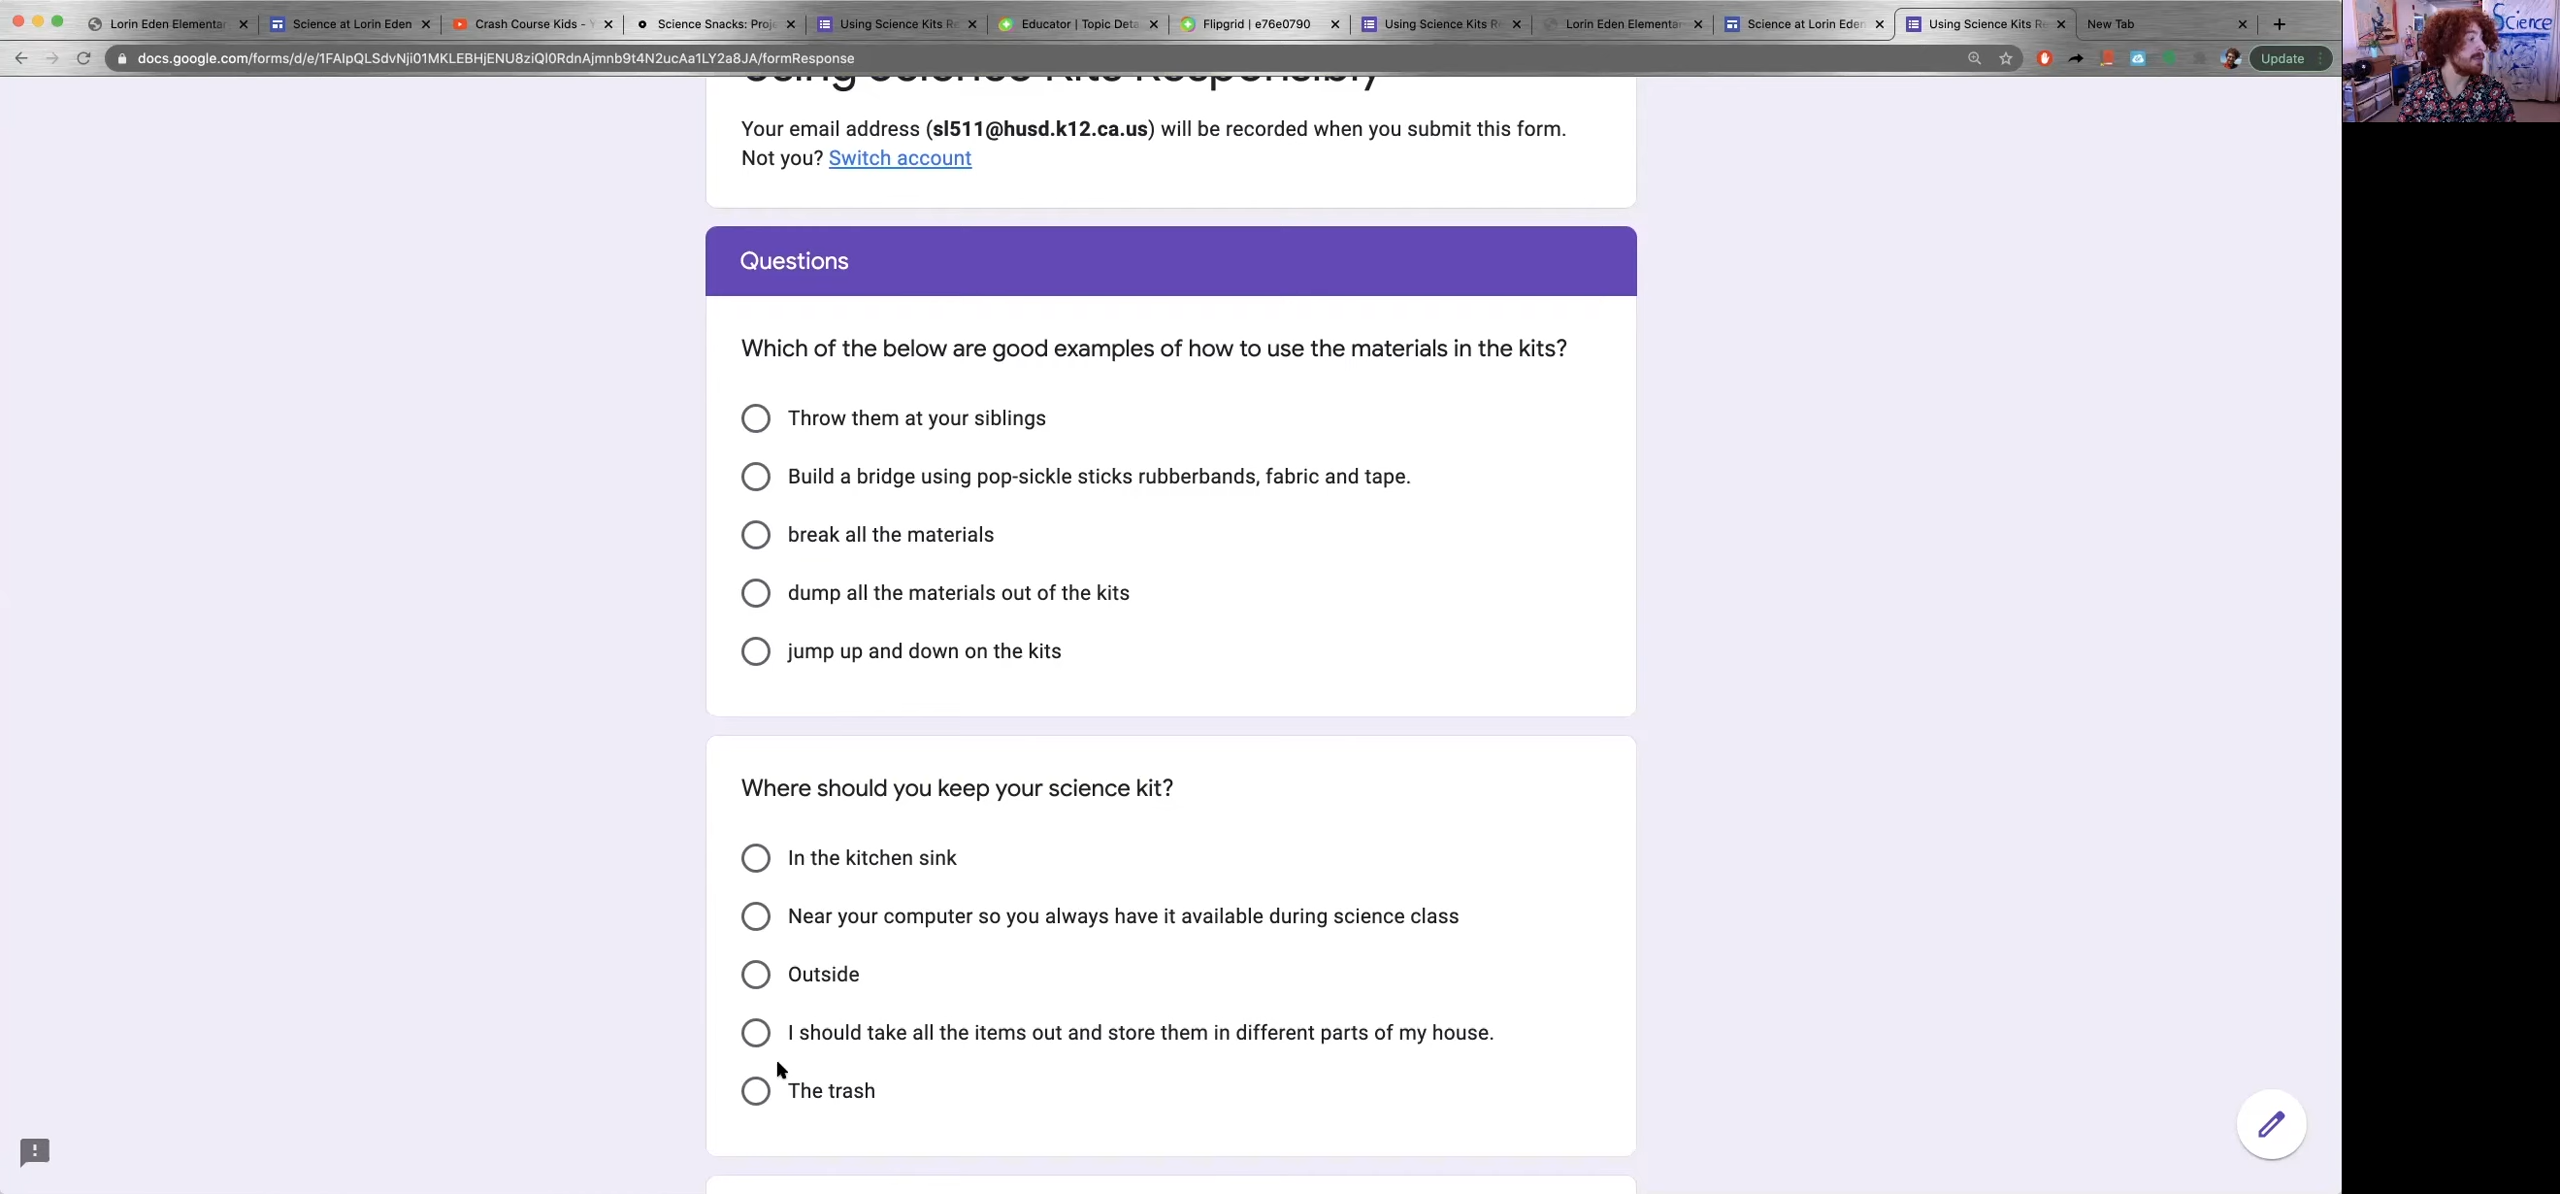 Lorin Eden Elementar
Science at Lorin Eden
Crash Course Kids - Y
Science Snacks: Proj
Using Science Kits Re
Educator | Topic Deta
Flipgrid | e76e0790
Using Science Kits R
Lorin Eden Elementar
Science at Lorin Eden
Using Science Kits R
New Tab
docs.google.com/forms/d/e/1FAIpQLSdvNji01MKLEBHjENU8ziQl0RdnAjmnb9t4N2ucAa1LY2a8JA/formResponse
Update
Science
Using Science Kits Responsibly
Your email address (sl511@husd.k12.ca.us) will be recorded when you submit this form.
Not you? Switch account
Questions
Which of the below are good examples of how to use the materials in the kits?
Throw them at your siblings
Build a bridge using pop-sickle sticks rubberbands, fabric and tape.
break all the materials
dump all the materials out of the kits
jump up and down on the kits
Where should you keep your science kit?
In the kitchen sink
Near your computer so you always have it available during science class
Outside
I should take all the items out and store them in different parts of my house.
The trash